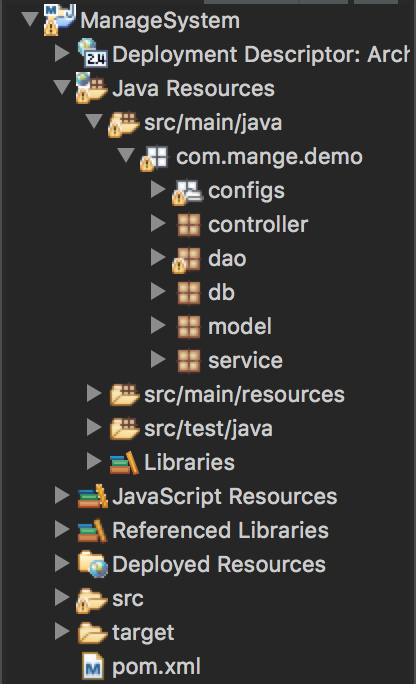 ManageSystem
Deployment Descriptor: Arch
Java Resources
src/main/java
com.mange.demo
configs
controller
dao
db
model
service
src/main/resources
src/test/java
Libraries
JavaScript Resources
Referenced Libraries
Deployed Resources
src
target
pom.xml